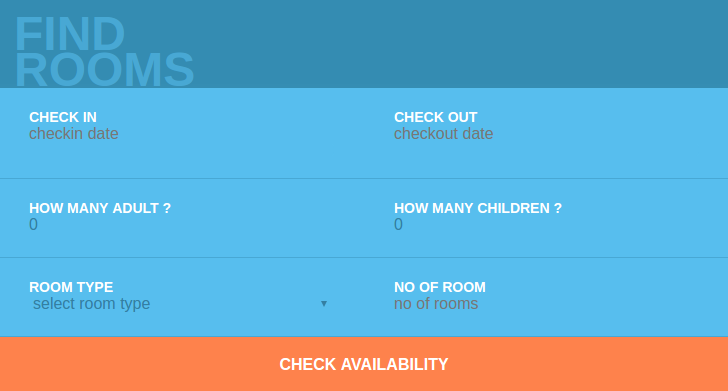 FIND
ROOMS
CHECK IN
checkin date
CHECK OUT
checkout date
HOW MANY ADULT ?
0
HOW MANY CHILDREN ?
0
ROOM TYPE
select room type
NO OF ROOM
no of rooms
CHECK AVAILABILITY